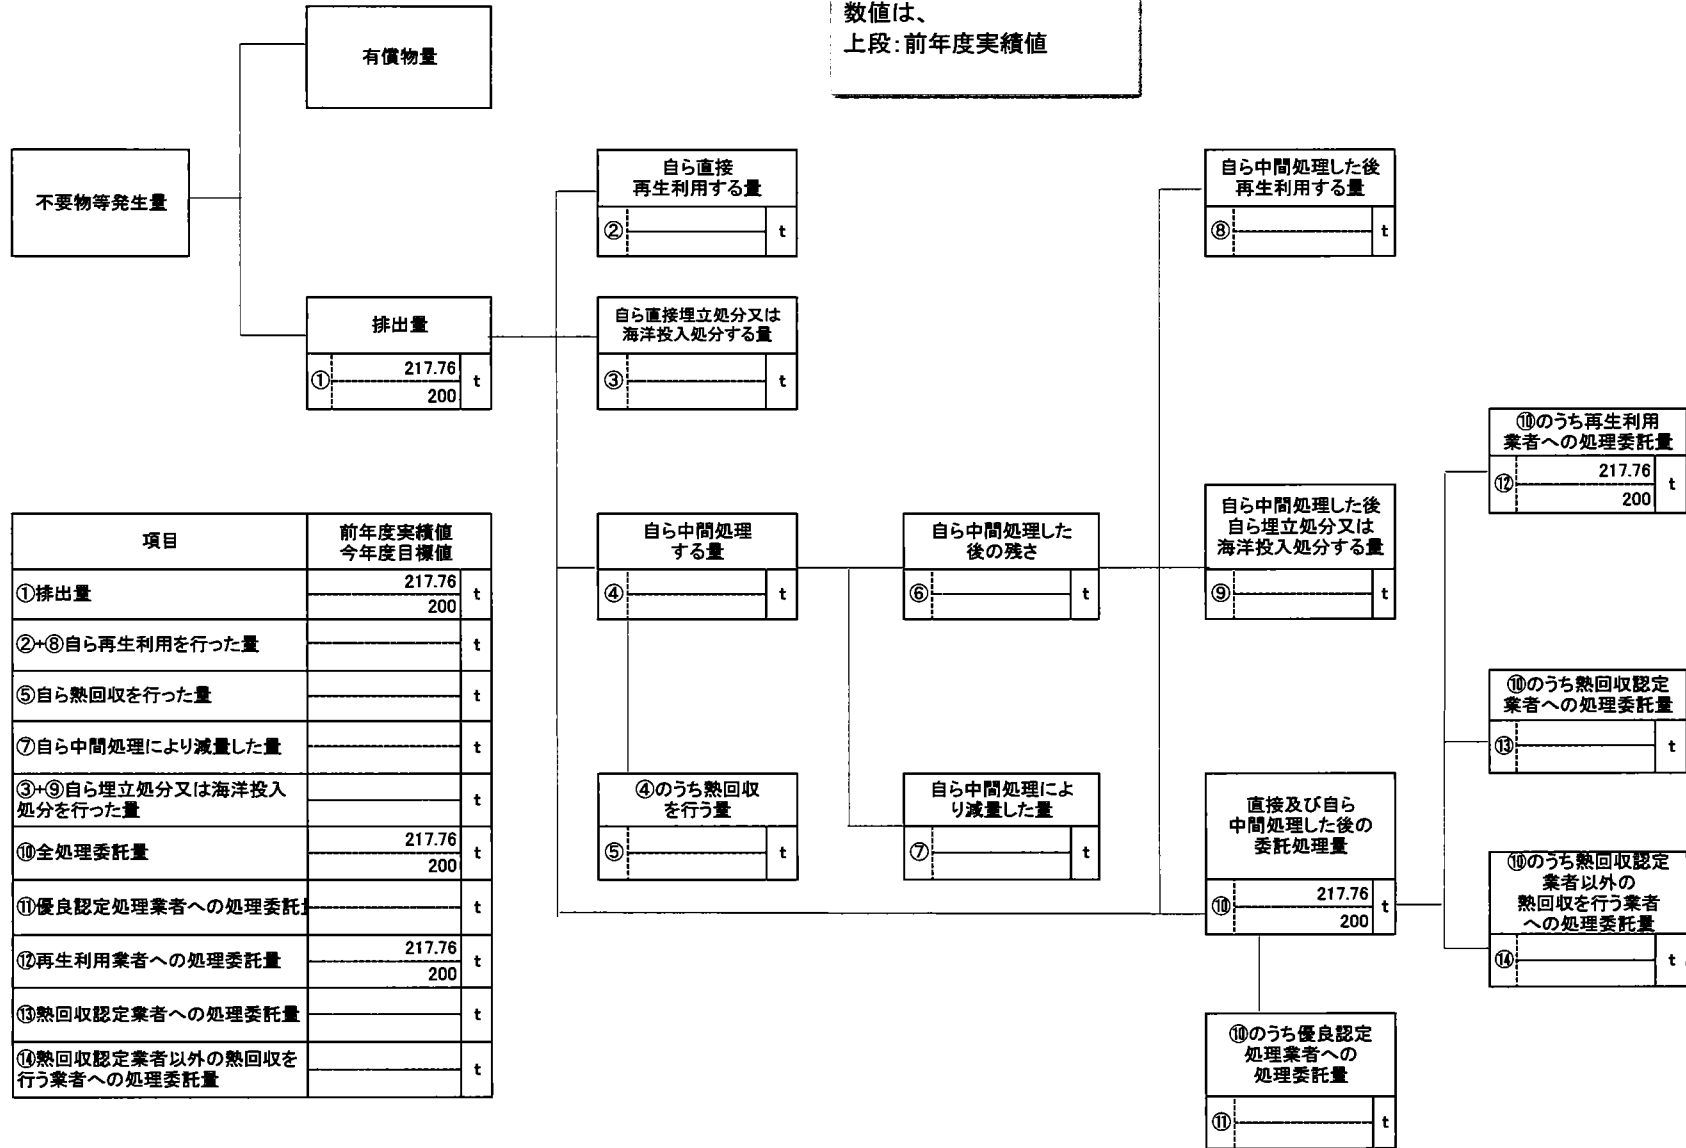 数値は、
上段:前年度実績値
有償物量
不要物等発生量
排出量
① 217.76 t
200
自ら直接
再生利用する量
② t
自ら直接埋立処分又は
海洋投入処分する量
③ t
自ら中間処理
する量
④ t
④のうち熱回収
を行う量
⑤ t
自ら中間処理した
後の残さ
⑥ t
自ら中間処理によ
り減量した量
⑦ t
自ら中間処理した後
再生利用する量
⑧ t
自ら中間処理した後
自ら埋立処分又は
海洋投入処分する量
⑨ t
直接及び自ら
中間処理した後の
委託処理量
⑩ 217.76 t
200
⑩のうち優良認定
処理業者への
処理委託量
⑪ t
⑩のうち再生利用
業者への処理委託量
⑫ 217.76 t
200
⑩のうち熱回収認定
業者への処理委託量
⑬ t
⑩のうち熱回収認定
業者以外の
熱回収を行う業者
への処理委託量
⑭ t
項目 前年度実績値
今年度目標値
①排出量 217.76 t
200
②+⑧自ら再生利用を行った量 t
⑤自ら熱回収を行った量 t
⑦自ら中間処理により減量した量 t
③+⑨自ら埋立処分又は海洋投入
処分を行った量 t
⑩全処理委託量 217.76 t
200
⑪優良認定処理業者への処理委託 t
⑫再生利用業者への処理委託量 217.76 t
200
⑬熱回収認定業者への処理委託量 t
⑭熱回収認定業者以外の熱回収を
行う業者への処理委託量 t